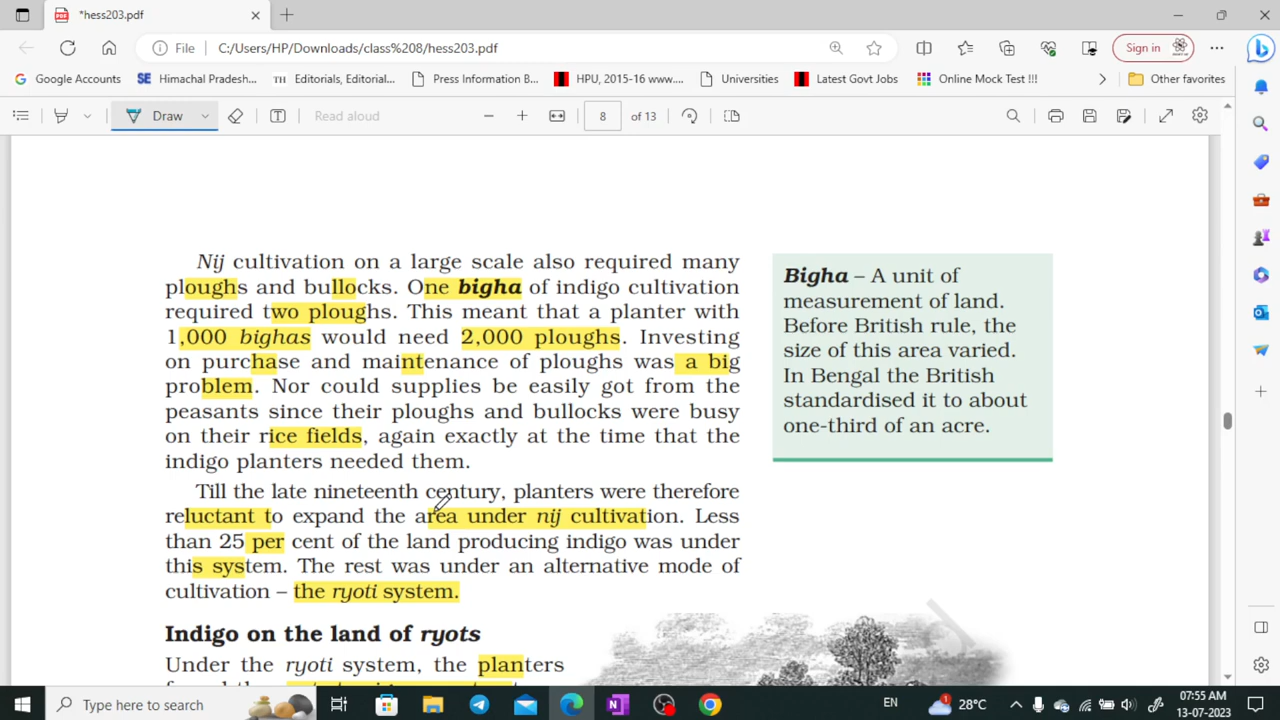 *hess203.pdf
File C:/Users/HP/Downloads/class%208/hess203.pdf
Sign in
Google Accounts
SE Himachal Pradesh...
TH Editorials, Editorial...
Press Information B...
HPU, 2015-16 www....
Universities
Latest Govt Jobs
Online Mock Test !!!
Other favorites
Draw
Read aloud
8 of 13
Nij cultivation on a large scale also required many
ploughs and bullocks. One bigha of indigo cultivation
required two ploughs. This meant that a planter with
1,000 bighas would need 2,000 ploughs. Investing
on purchase and maintenance of ploughs was a big
problem. Nor could supplies be easily got from the
peasants since their ploughs and bullocks were busy
on their rice fields, again exactly at the time that the
indigo planters needed them.
Till the late nineteenth century, planters were therefore
reluctant to expand the area under nij cultivation. Less
than 25 per cent of the land producing indigo was under
this system. The rest was under an alternative mode of
cultivation – the ryoti system.
Indigo on the land of ryots
Under the ryoti system, the planters
Bigha – A unit of
measurement of land.
Before British rule, the
size of this area varied.
In Bengal the British
standardised it to about
one-third of an acre.
Type here to search
EN
1
28°C
07:55 AM
13-07-2023